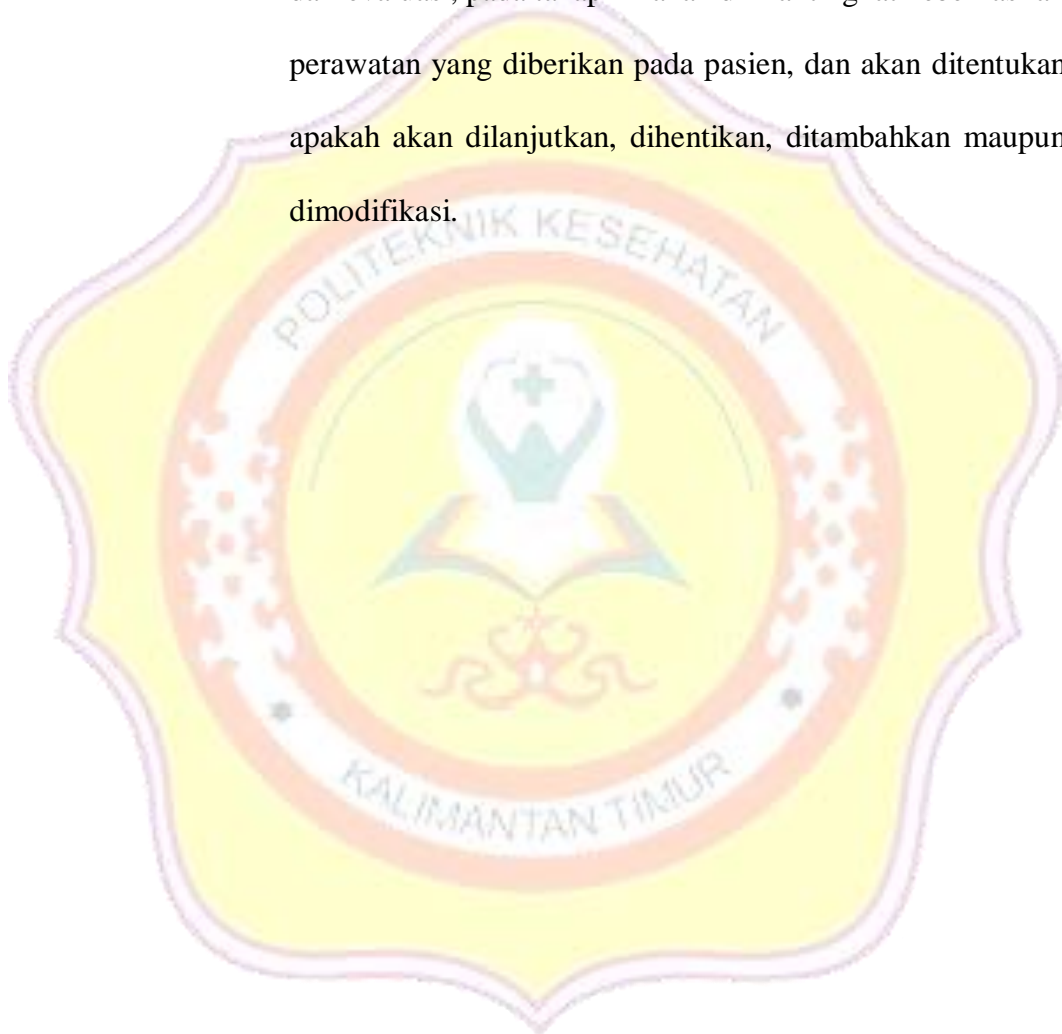 perawatan yang diberikan pada pasien, dan akan ditentukan
apakah akan dilanjutkan, dihentikan, ditambahkan maupun
dimodifikasi.
POLITEKNIK KESEHATAN
KALIMANTAN TIMUR